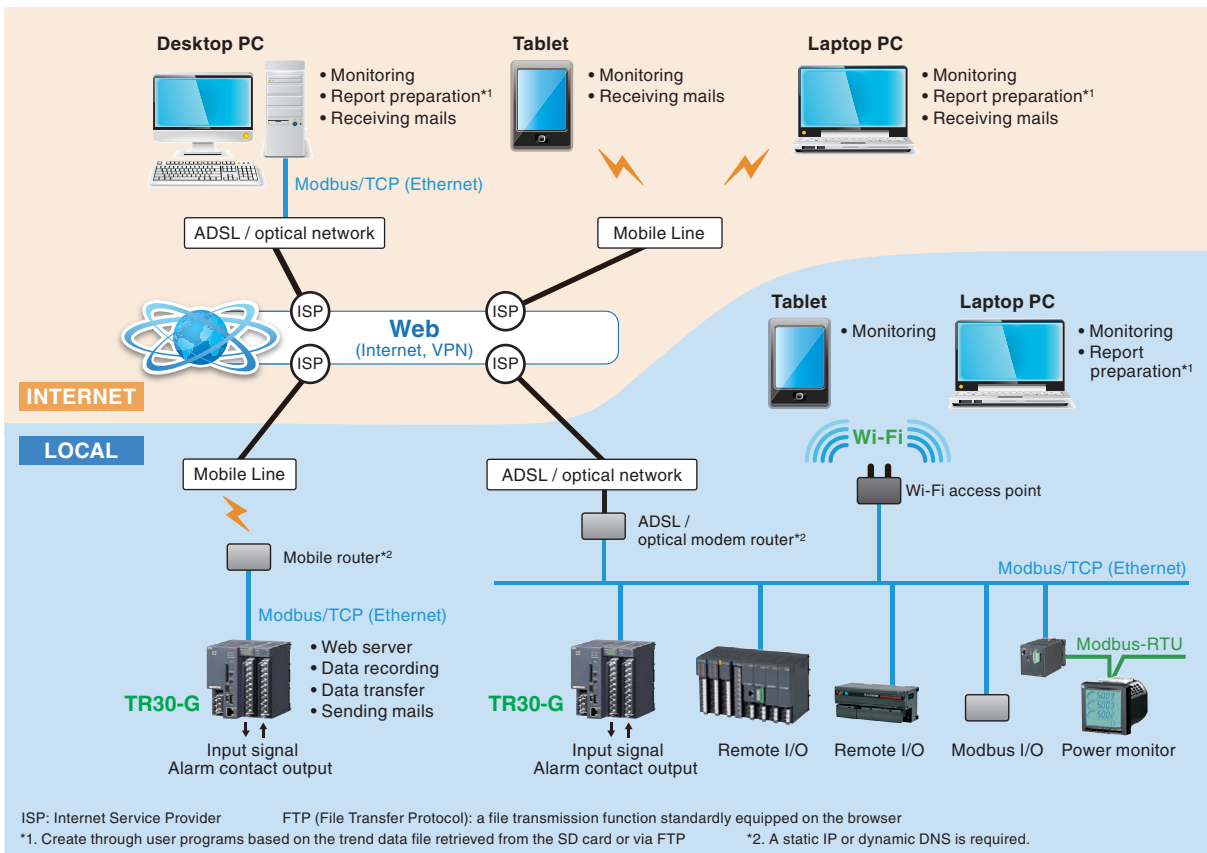 Desktop PC
• Monitoring
• Report preparation*1
• Receiving mails
Tablet
• Monitoring
• Receiving mails
Laptop PC
• Monitoring
• Report preparation*1
• Receiving mails
Modbus/TCP (Ethernet)
ADSL / optical network
Mobile Line
ISP
ISP
Web
(Internet, VPN)
ISP
ISP
INTERNET
Tablet
• Monitoring
Laptop PC
• Monitoring
• Report
preparation*1
LOCAL
Wi-Fi
Wi-Fi access point
Mobile Line
ADSL / optical network
Mobile router*2
ADSL /
optical modem router*2
Modbus/TCP (Ethernet)
Modbus/TCP (Ethernet)
• Web server
• Data recording
• Data transfer
• Sending mails
TR30-G
Input signal
Alarm contact output
TR30-G
Input signal
Alarm contact output
Remote I/O
Remote I/O
Modbus I/O
Modbus-RTU
5003
5001
5002
Power monitor
ISP: Internet Service Provider
FTP (File Transfer Protocol): a file transmission function standardly equipped on the browser
*1. Create through user programs based on the trend data file retrieved from the SD card or via FTP
*2. A static IP or dynamic DNS is required.